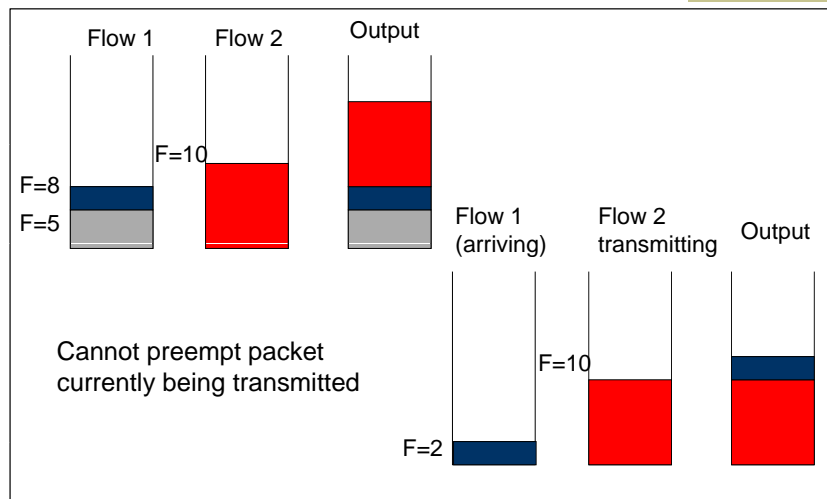 Flow 1
Flow 2
Output
F=10
F=8
F=5
Flow 1
(arriving)
Flow 2
transmitting
Output
Cannot preempt packet
currently being transmitted
F=10
F=2